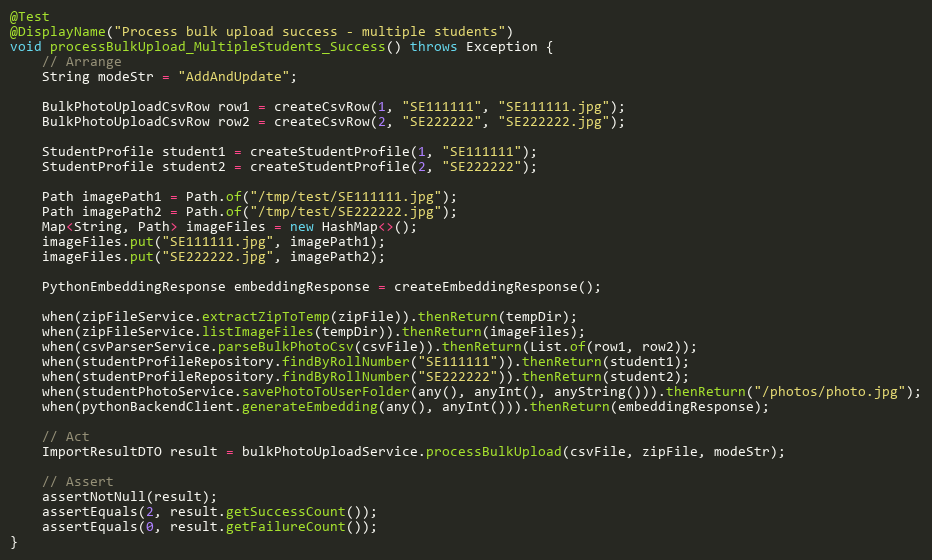 @Test
@DisplayName("Process bulk upload success - multiple students")
void processBulkUpload_MultipleStudents_Success() throws Exception {
    // Arrange
    String modeStr = "AddAndUpdate";

    BulkPhotoUploadCsvRow row1 = createCsvRow(1, "SE111111", "SE111111.jpg");
    BulkPhotoUploadCsvRow row2 = createCsvRow(2, "SE222222", "SE222222.jpg");

    StudentProfile student1 = createStudentProfile(1, "SE111111");
    StudentProfile student2 = createStudentProfile(2, "SE222222");

    Path imagePath1 = Path.of("/tmp/test/SE111111.jpg");
    Path imagePath2 = Path.of("/tmp/test/SE222222.jpg");
    Map<String, Path> imageFiles = new HashMap<>();
    imageFiles.put("SE111111.jpg", imagePath1);
    imageFiles.put("SE222222.jpg", imagePath2);

    PythonEmbeddingResponse embeddingResponse = createEmbeddingResponse();

    when(zipFileService.extractZipToTemp(zipFile)).thenReturn(tempDir);
    when(zipFileService.listImageFiles(tempDir)).thenReturn(imageFiles);
    when(csvParserService.parseBulkPhotoCsv(csvFile)).thenReturn(List.of(row1, row2));
    when(studentProfileRepository.findByRollNumber("SE111111")).thenReturn(student1);
    when(studentProfileRepository.findByRollNumber("SE222222")).thenReturn(student2);
    when(studentPhotoService.savePhotoToUserFolder(any(), anyInt(), anyString())).thenReturn("/photos/photo.jpg");
    when(pythonBackendClient.generateEmbedding(any(), anyInt())).thenReturn(embeddingResponse);

    // Act
    ImportResultDTO result = bulkPhotoUploadService.processBulkUpload(csvFile, zipFile, modeStr);

    // Assert
    assertNotNull(result);
    assertEquals(2, result.getSuccessCount());
    assertEquals(0, result.getFailureCount());
}